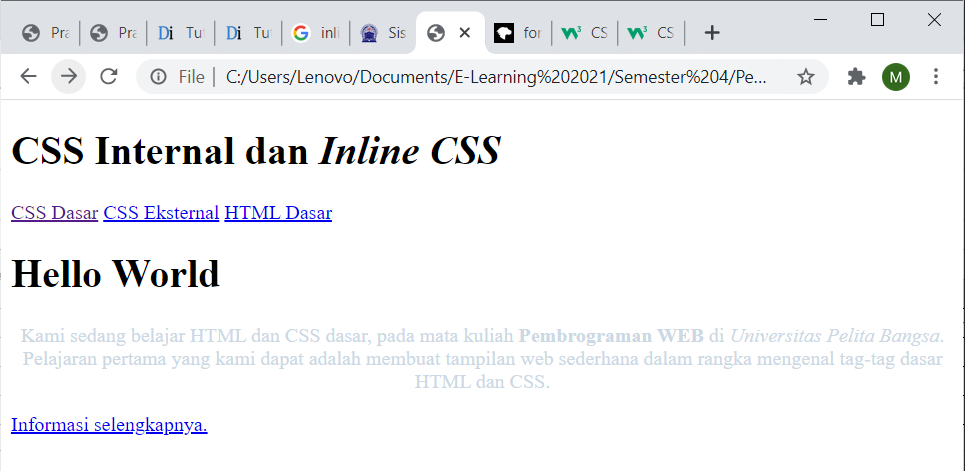 Pra
Pra
Di Tut
Di Tut
G inli
Sis
for
CS
CS
File | C:/Users/Lenovo/Documents/E-Learning%202021/Semester%204/Pe...
M
CSS Internal dan Inline CSS
CSS Dasar CSS Eksternal HTML Dasar
Hello World
Kami sedang belajar HTML dan CSS dasar, pada mata kuliah Pembrograman WEB di Universitas Pelita Bangsa.
Pelajaran pertama yang kami dapat adalah membuat tampilan web sederhana dalam rangka mengenal tag-tag dasar
HTML dan CSS.
Informasi selengkapnya.